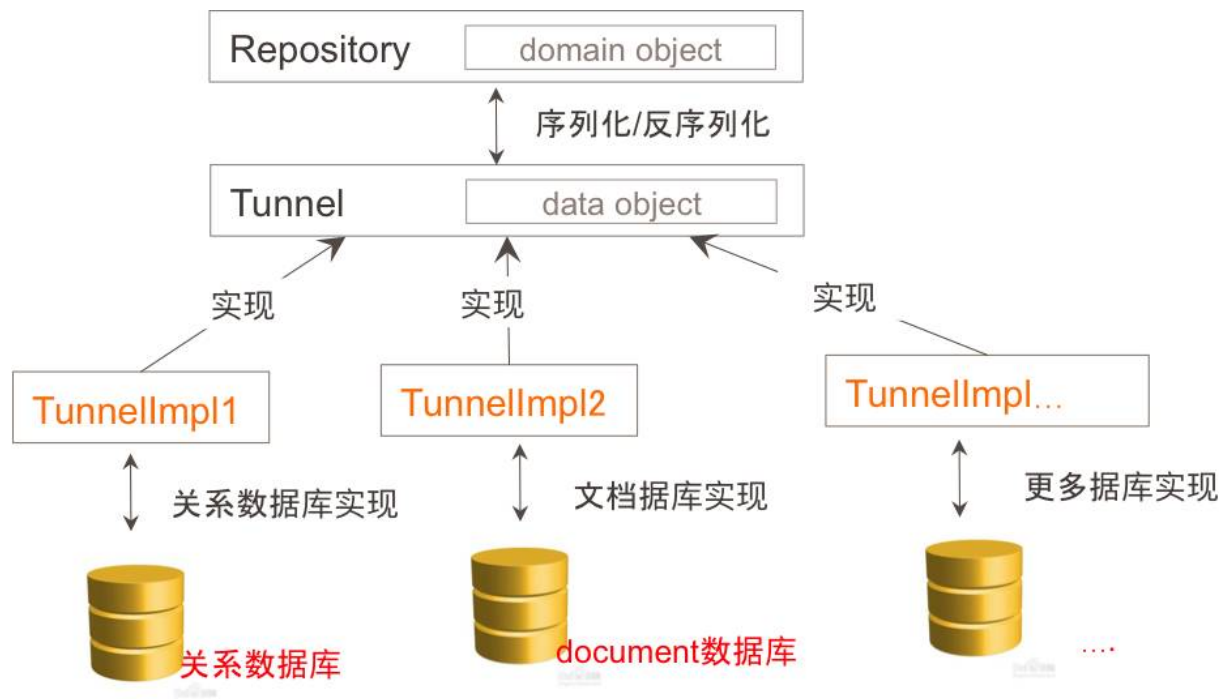 Repository
domain object
序列化/反序列化
Tunnel
data object
实现
实现
实现
TunnelImpl1
TunnelImpl2
TunnelImpl...
关系数据库实现
文档据库实现
更多据库实现
关系数据库
document数据库
....